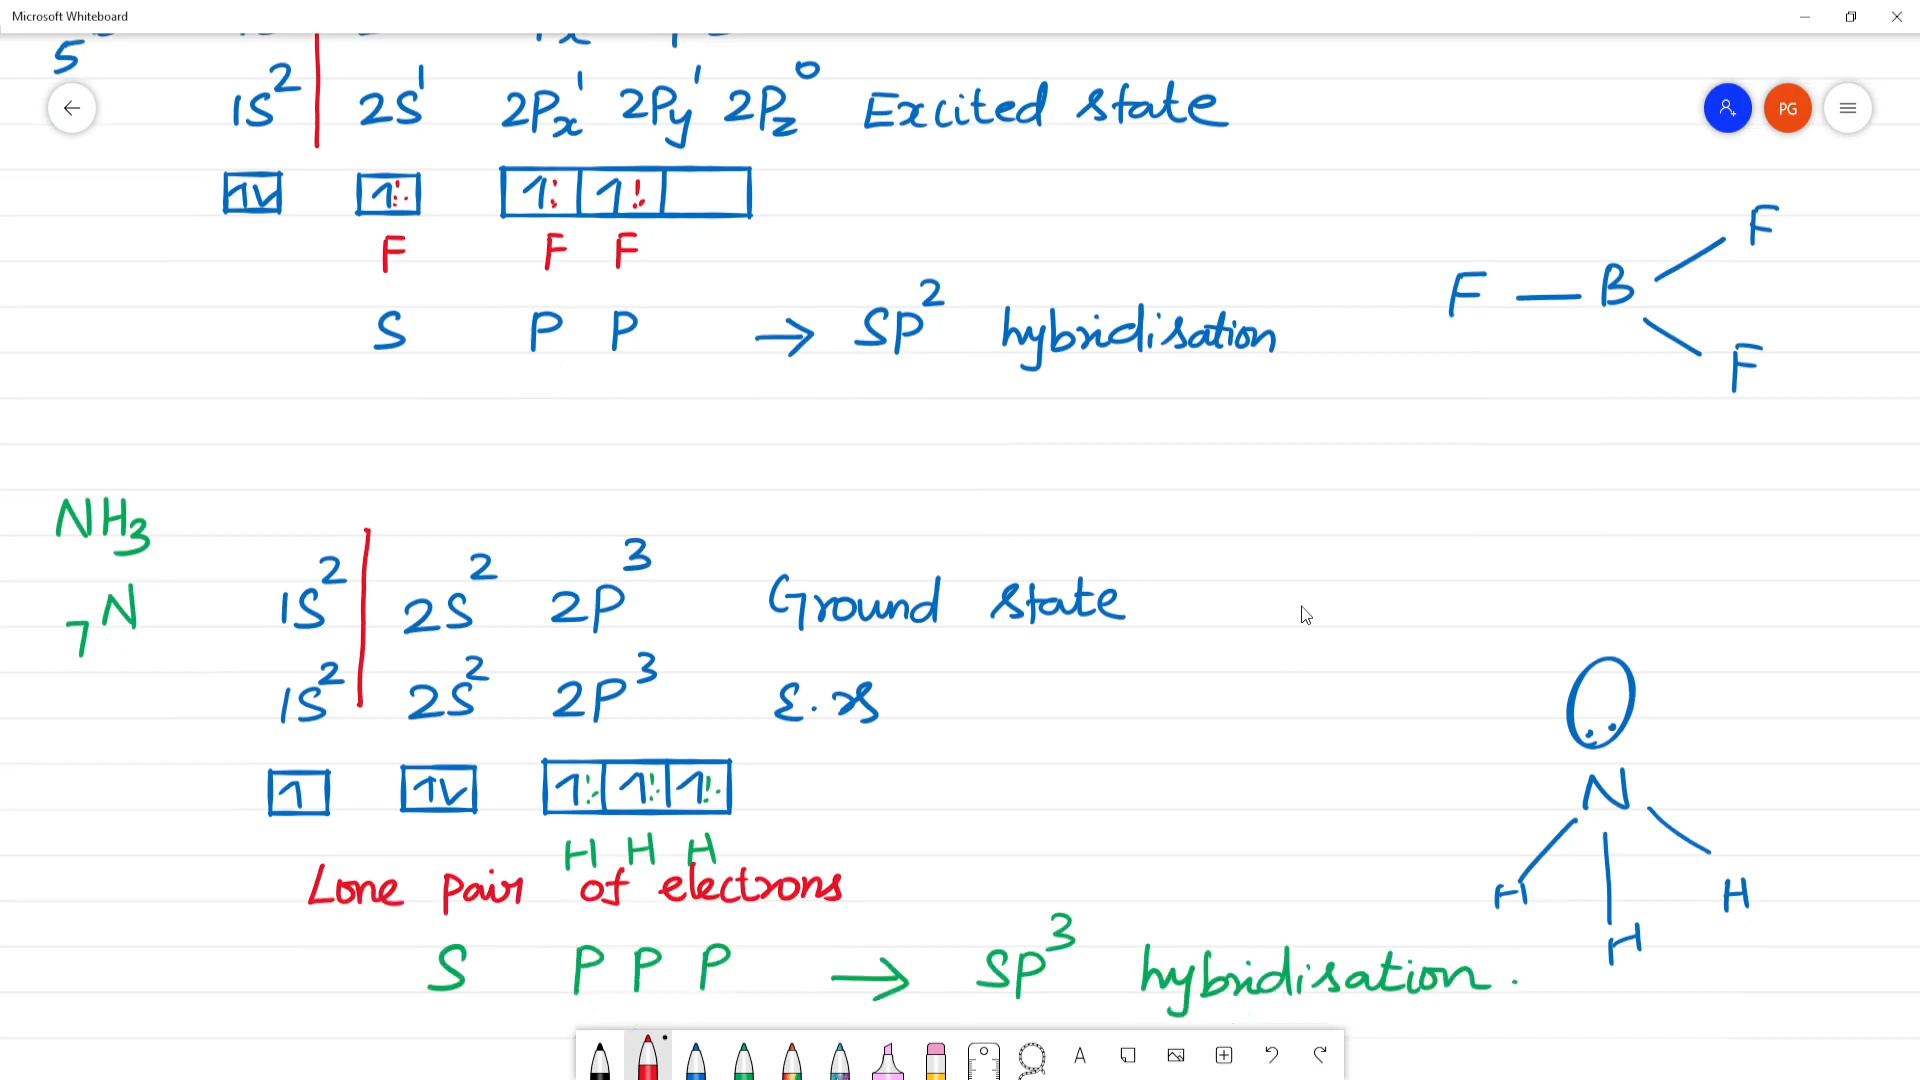 Microsoft Whiteboard
5
1S² 2S¹ 2Px¹ 2Py¹ 2Pz⁰ Excited state
PG
F F F
S P P → SP² hybridisation
F — B
F
F
NH₃
₇N
1S² 2S² 2P³ Ground state
1S² 2S² 2P³ E.S
H H H
Lone pair of electrons
S P P P → SP³ hybridisation.
N
H
H
H
A